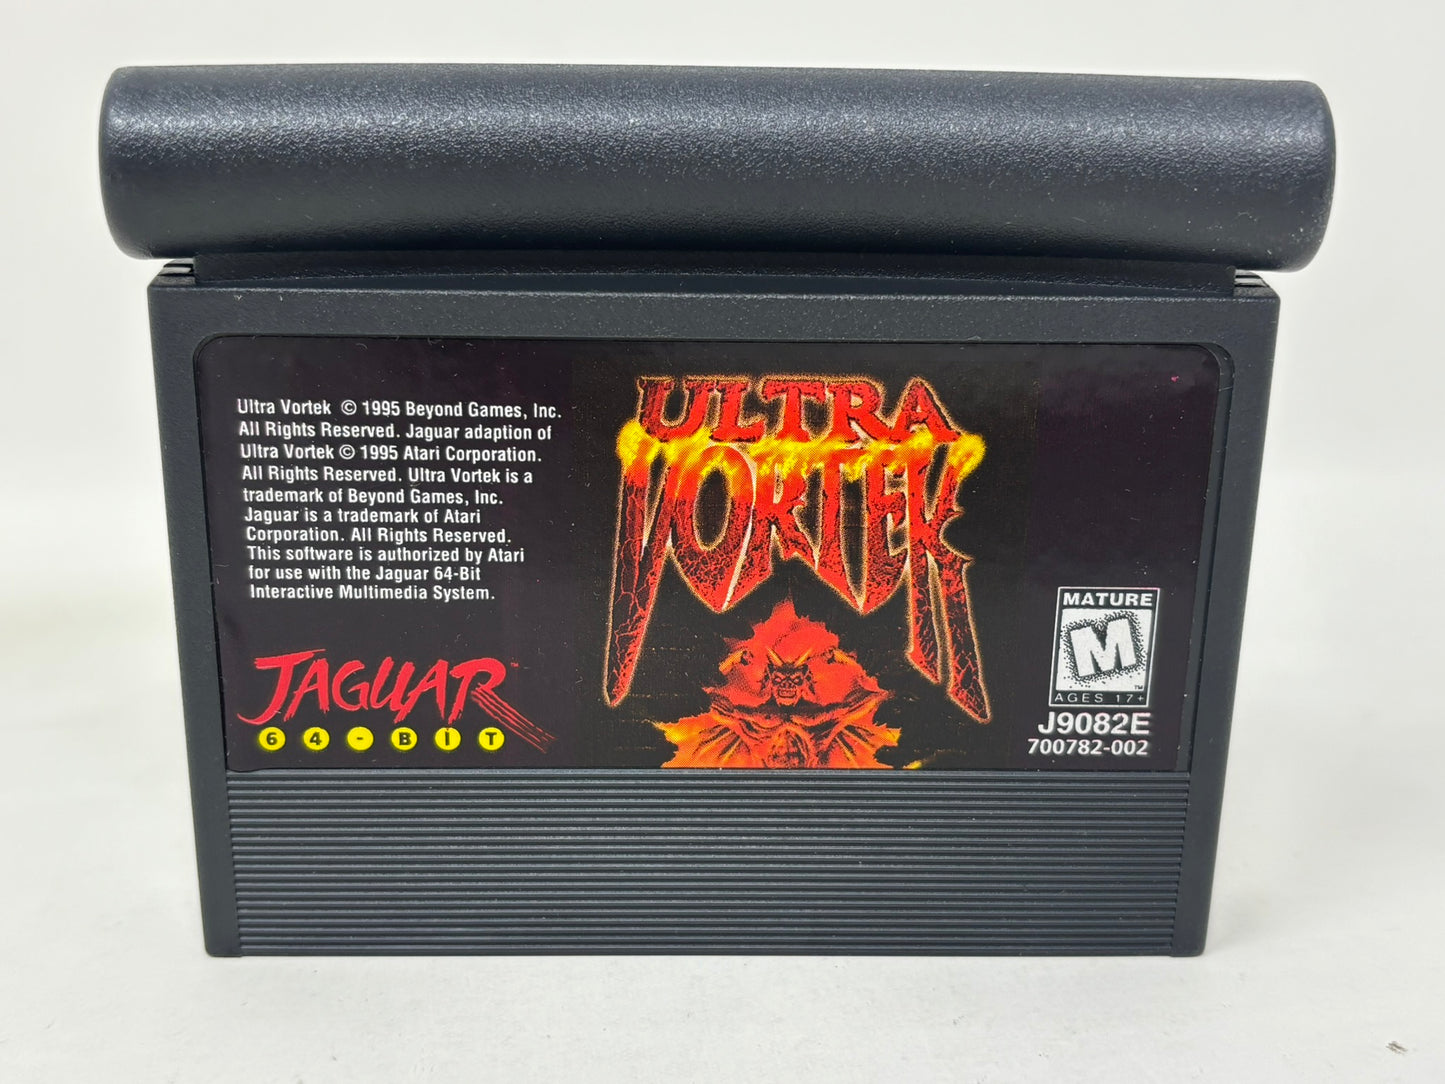 Ultra Vortek © 1995 Beyond Games, Inc.
All Rights Reserved. Jaguar adaption of
Ultra Vortek © 1995 Atari Corporation.
All Rights Reserved. Ultra Vortek is a
trademark of Beyond Games, Inc.
Jaguar is a trademark of Atari
Corporation. All Rights Reserved.
This software is authorized by Atari
for use with the Jaguar 64-Bit
Interactive Multimedia System.
JAGUAR™
64-BIT
ULTRA
VORTEK
MATURE
M
™
AGES 17+
J9082E
700782-002